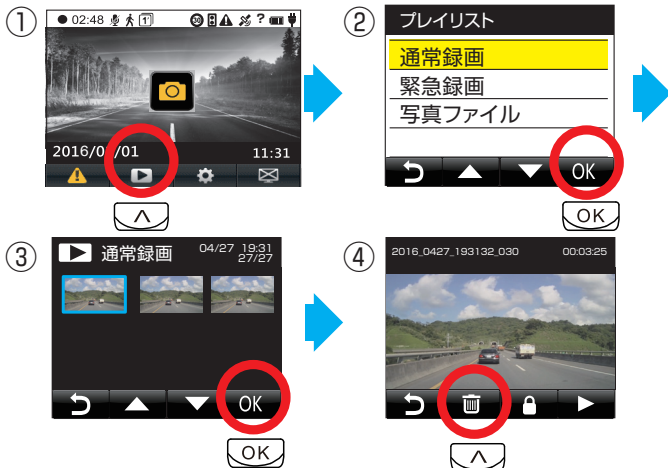 ①
02:48 1" 30 ?
2016/0 /01 11:31
②
プレイリスト
通常録画
緊急録画
写真ファイル
OK
OK
③
通常録画 04/27 19:31
27/27
OK
OK
④
2016_0427_193132_030 00:03:25